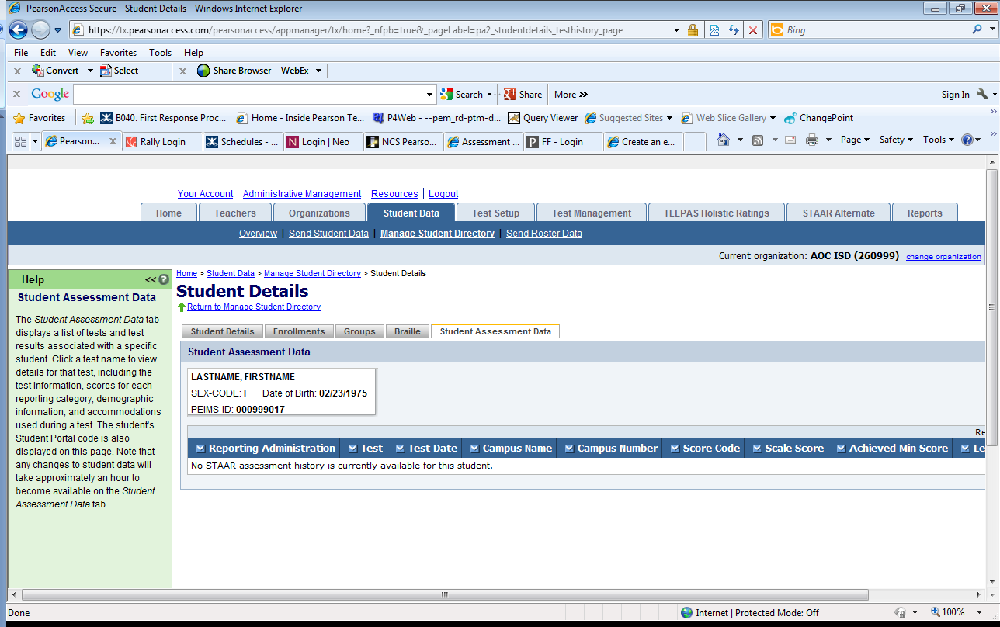 PearsonAccess Secure - Student Details - Windows Internet Explorer
https://tx.pearsonaccess.com/pearsonaccess/appmanager/tx/home?_nfpb=true&_pageLabel=pa2_studentdetails_testhistory_page
Bing
File Edit View Favorites Tools Help
x Convert Select x Share Browser WebEx
x Google Search Share More >> Sign In
Favorites B040. First Response Proc... Home - Inside Pearson Te... P4Web - --pem_rd-ptm-d... Query Viewer Suggested Sites Web Slice Gallery ChangePoint
Pearson... x Rally Login Schedules - ... Login | Neo NCS Pearso... Assessment ... FF - Login Create an e... Page Safety Tools
Your Account | Administrative Management | Resources | Logout
Home Teachers Organizations Student Data Test Setup Test Management TELPAS Holistic Ratings STAAR Alternate Reports
Overview | Send Student Data | Manage Student Directory | Send Roster Data
Current organization: AOC ISD (260999) change organization
Help <<?
Student Assessment Data
The Student Assessment Data tab
displays a list of tests and test
results associated with a specific
student. Click a test name to view
details for that test, including the
test information, scores for each
reporting category, demographic
information, and accommodations
used during a test. The student's
Student Portal code is also
displayed on this page. Note that
any changes to student data will
take approximately an hour to
become available on the Student
Assessment Data tab.
Home > Student Data > Manage Student Directory > Student Details
Student Details
Return to Manage Student Directory
Student Details Enrollments Groups Braille Student Assessment Data
Student Assessment Data
LASTNAME, FIRSTNAME
SEX-CODE: F Date of Birth: 02/23/1975
PEIMS-ID: 000999017
Re
Reporting Administration Test Test Date Campus Name Campus Number Score Code Scale Score Achieved Min Score Le
No STAAR assessment history is currently available for this student.
Done Internet | Protected Mode: Off 100%